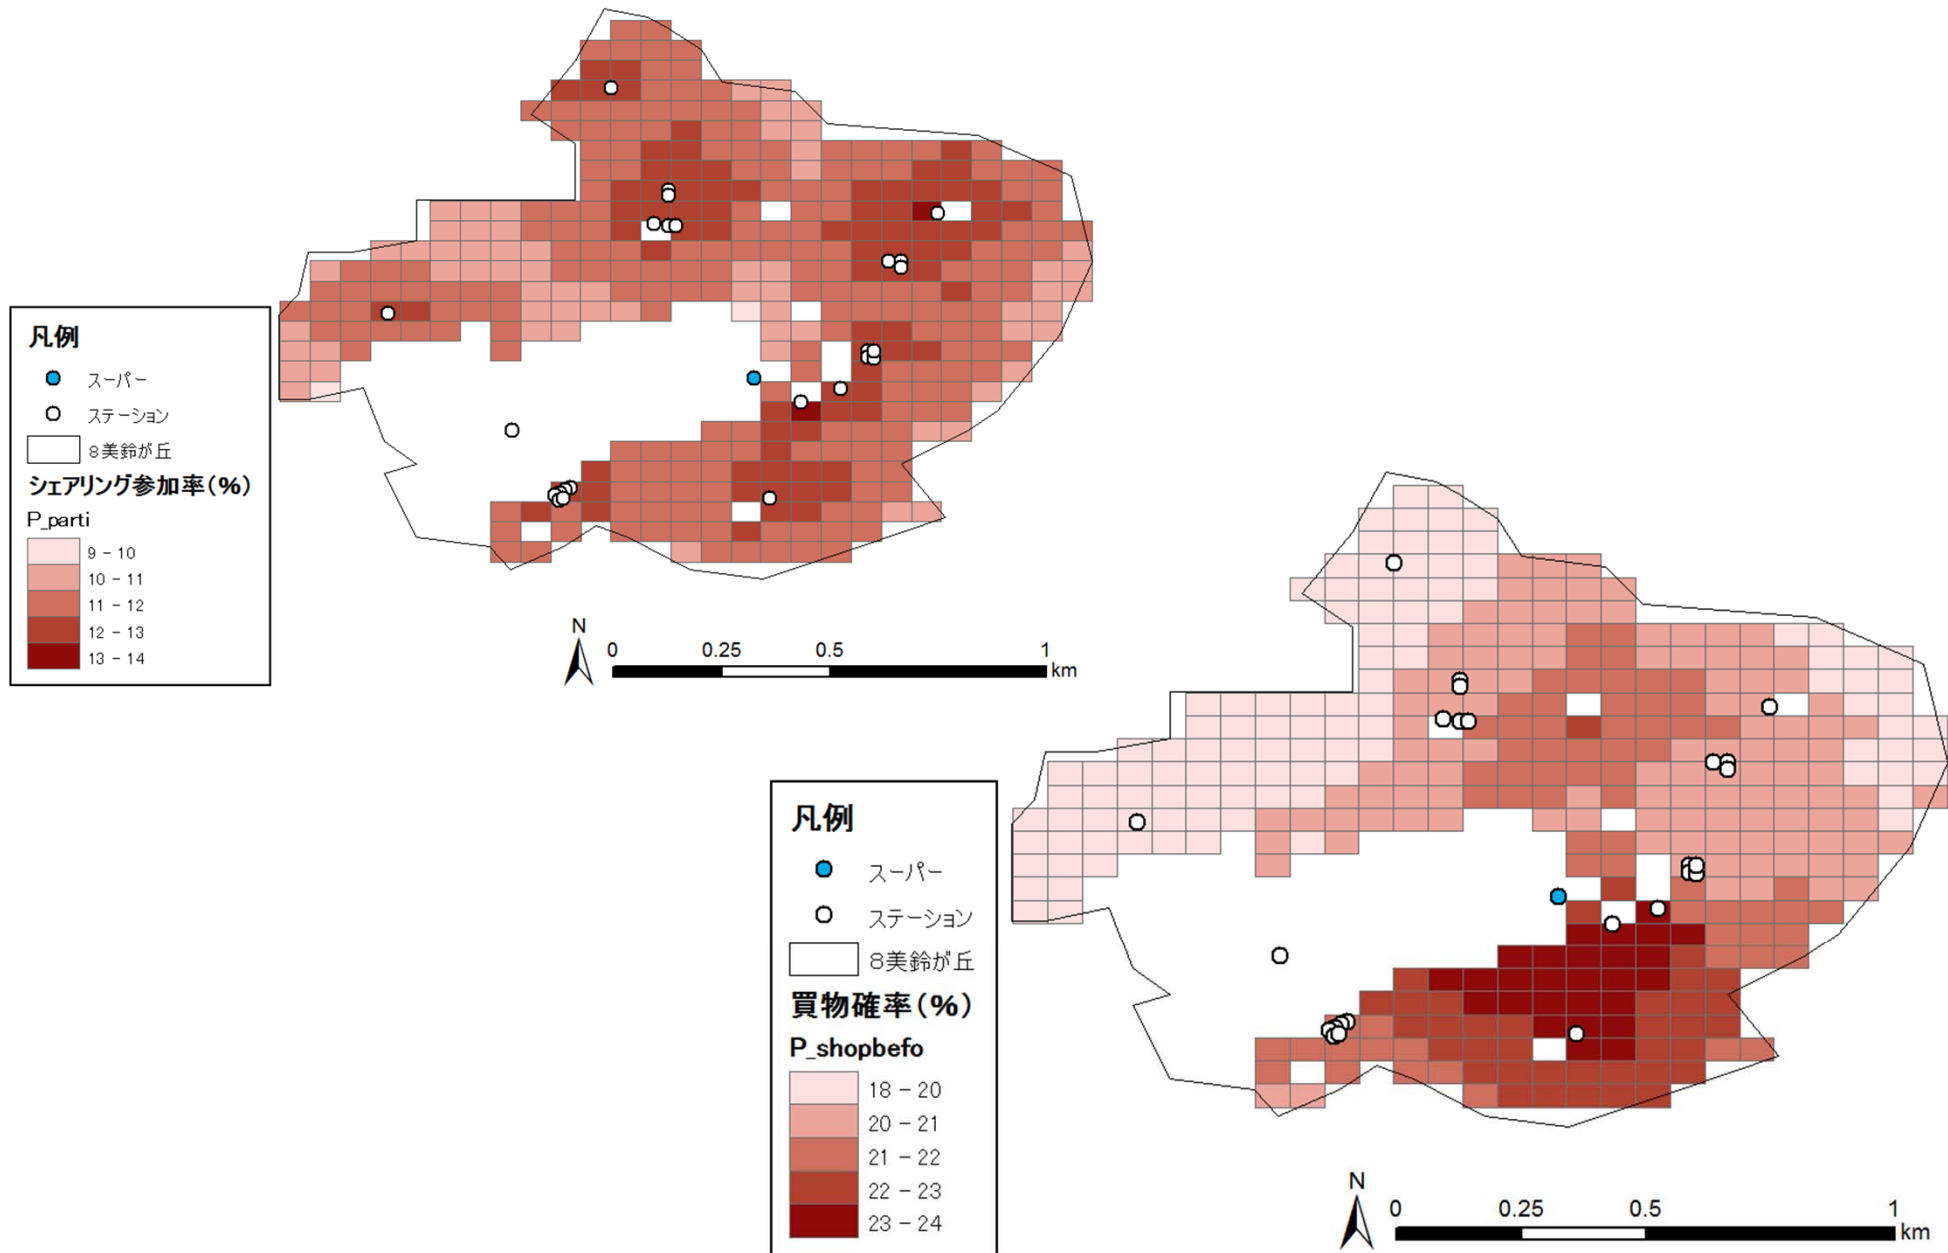 凡例
スーパー
ステーション
8美鈴が丘
シェアリング参加率(%)
P_parti
9 - 10
10 - 11
11 - 12
12 - 13
13 - 14
N
0 0.25 0.5 1
km
凡例
スーパー
ステーション
8美鈴が丘
買物確率(%)
P_shopbefo
18 - 20
20 - 21
21 - 22
22 - 23
23 - 24
N
0 0.25 0.5 1
km